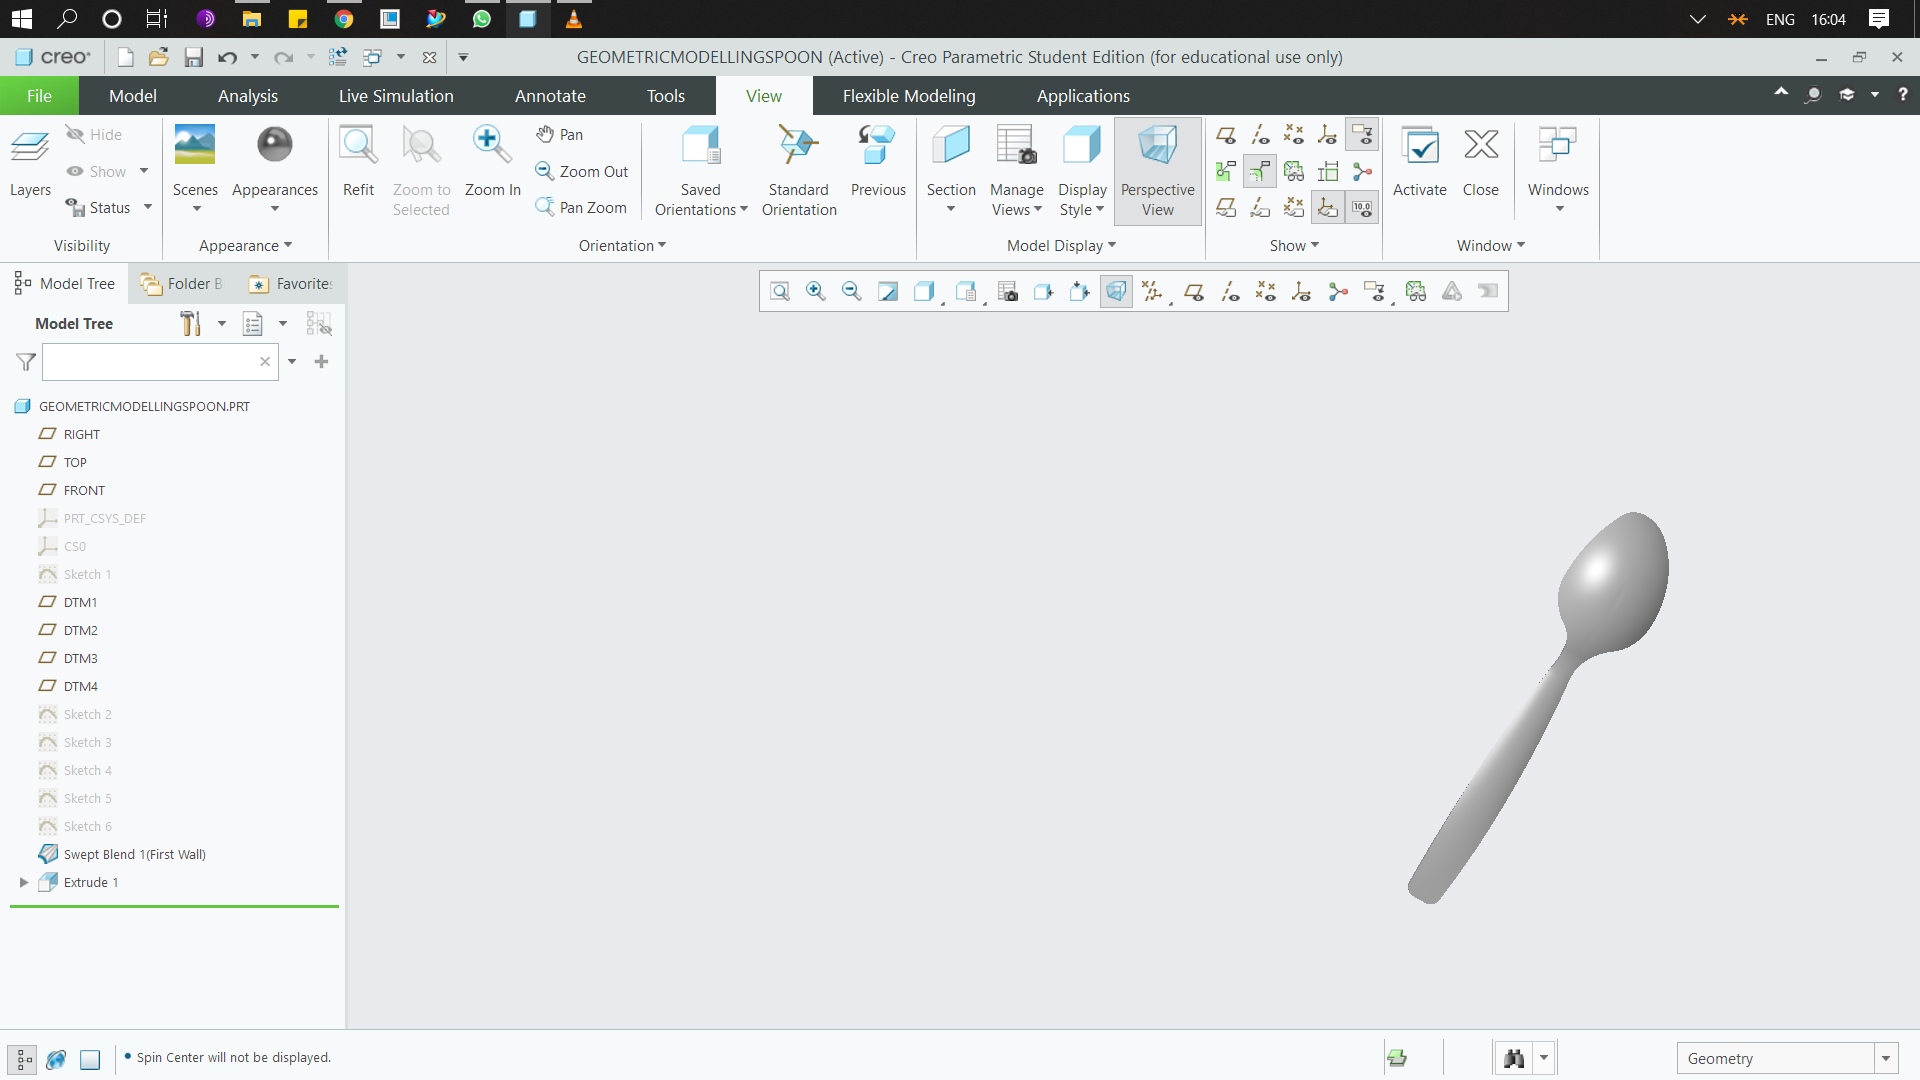 ENG 16:04
creo GEOMETRICMODELLINGSPOON (Active) - Creo Parametric Student Edition (for educational use only)
File Model Analysis Live Simulation Annotate Tools View Flexible Modeling Applications ?
Layers
Hide
Show
Status
Visibility
Scenes
Appearances
Appearance
Refit
Zoom to
Selected
Zoom In
Pan
Zoom Out
Pan Zoom
Saved
Orientations
Standard
Orientation
Previous
Orientation
Section
Manage
Views
Display
Style
Perspective
View
Model Display
10.0
Show
Activate
Close
Windows
Window
Model Tree Folder B Favorites
Model Tree
GEOMETRICMODELLINGSPOON.PRT
RIGHT
TOP
FRONT
PRT_CSYS_DEF
CS0
Sketch 1
DTM1
DTM2
DTM3
DTM4
Sketch 2
Sketch 3
Sketch 4
Sketch 5
Sketch 6
Swept Blend 1(First Wall)
Extrude 1
Spin Center will not be displayed.
Geometry